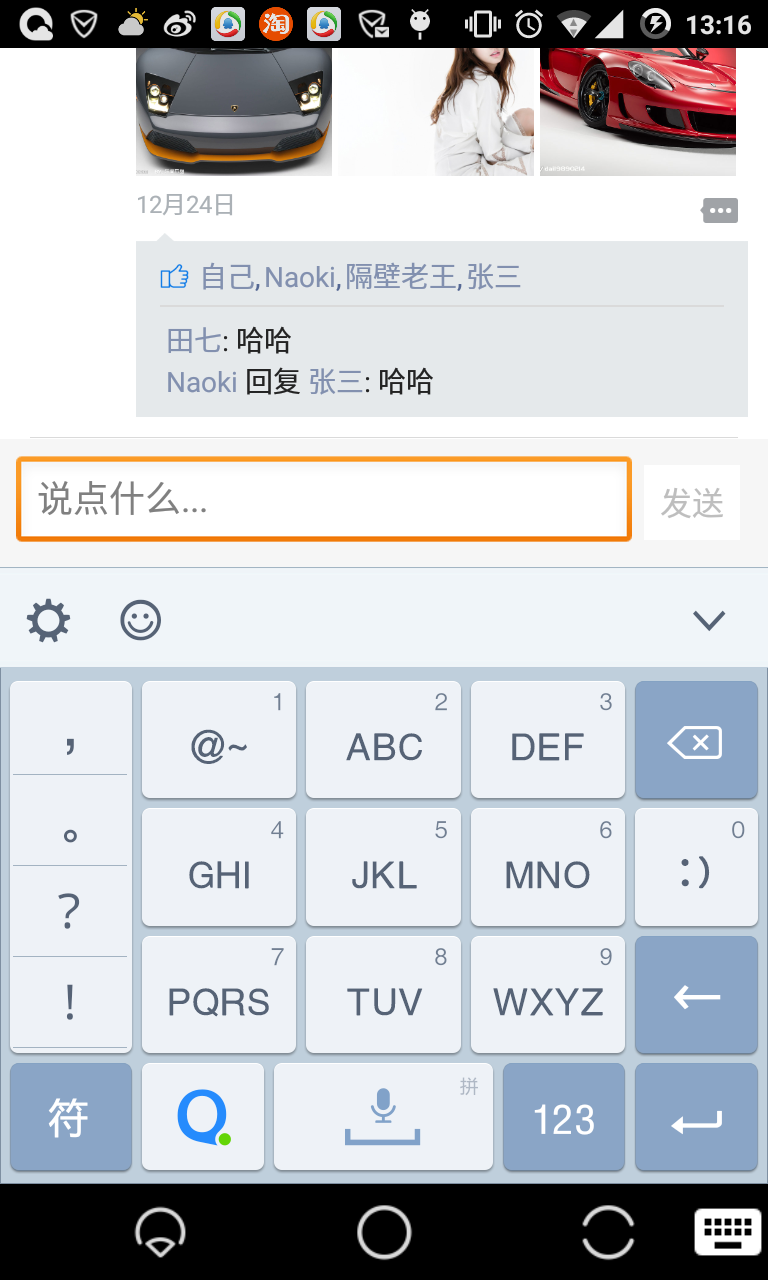 淘
13:16
12月24日
自己,Naoki,隔壁老王,张三
田七: 哈哈
Naoki 回复 张三: 哈哈
说点什么...
发送
，
@~ 1
ABC 2
DEF 3
。
GHI 4
JKL 5
MNO 6
:) 0
?
PQRS 7
TUV 8
WXYZ 9
!
符
Q
拼
123